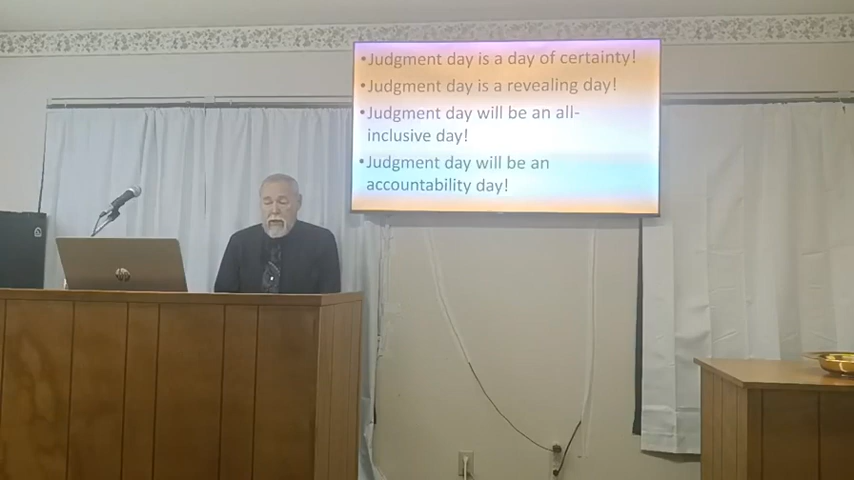 •Judgment day is a day of certainty!
•Judgment day is a revealing day!
•Judgment day will be an all-
inclusive day!
•Judgment day will be an
accountability day!
hp